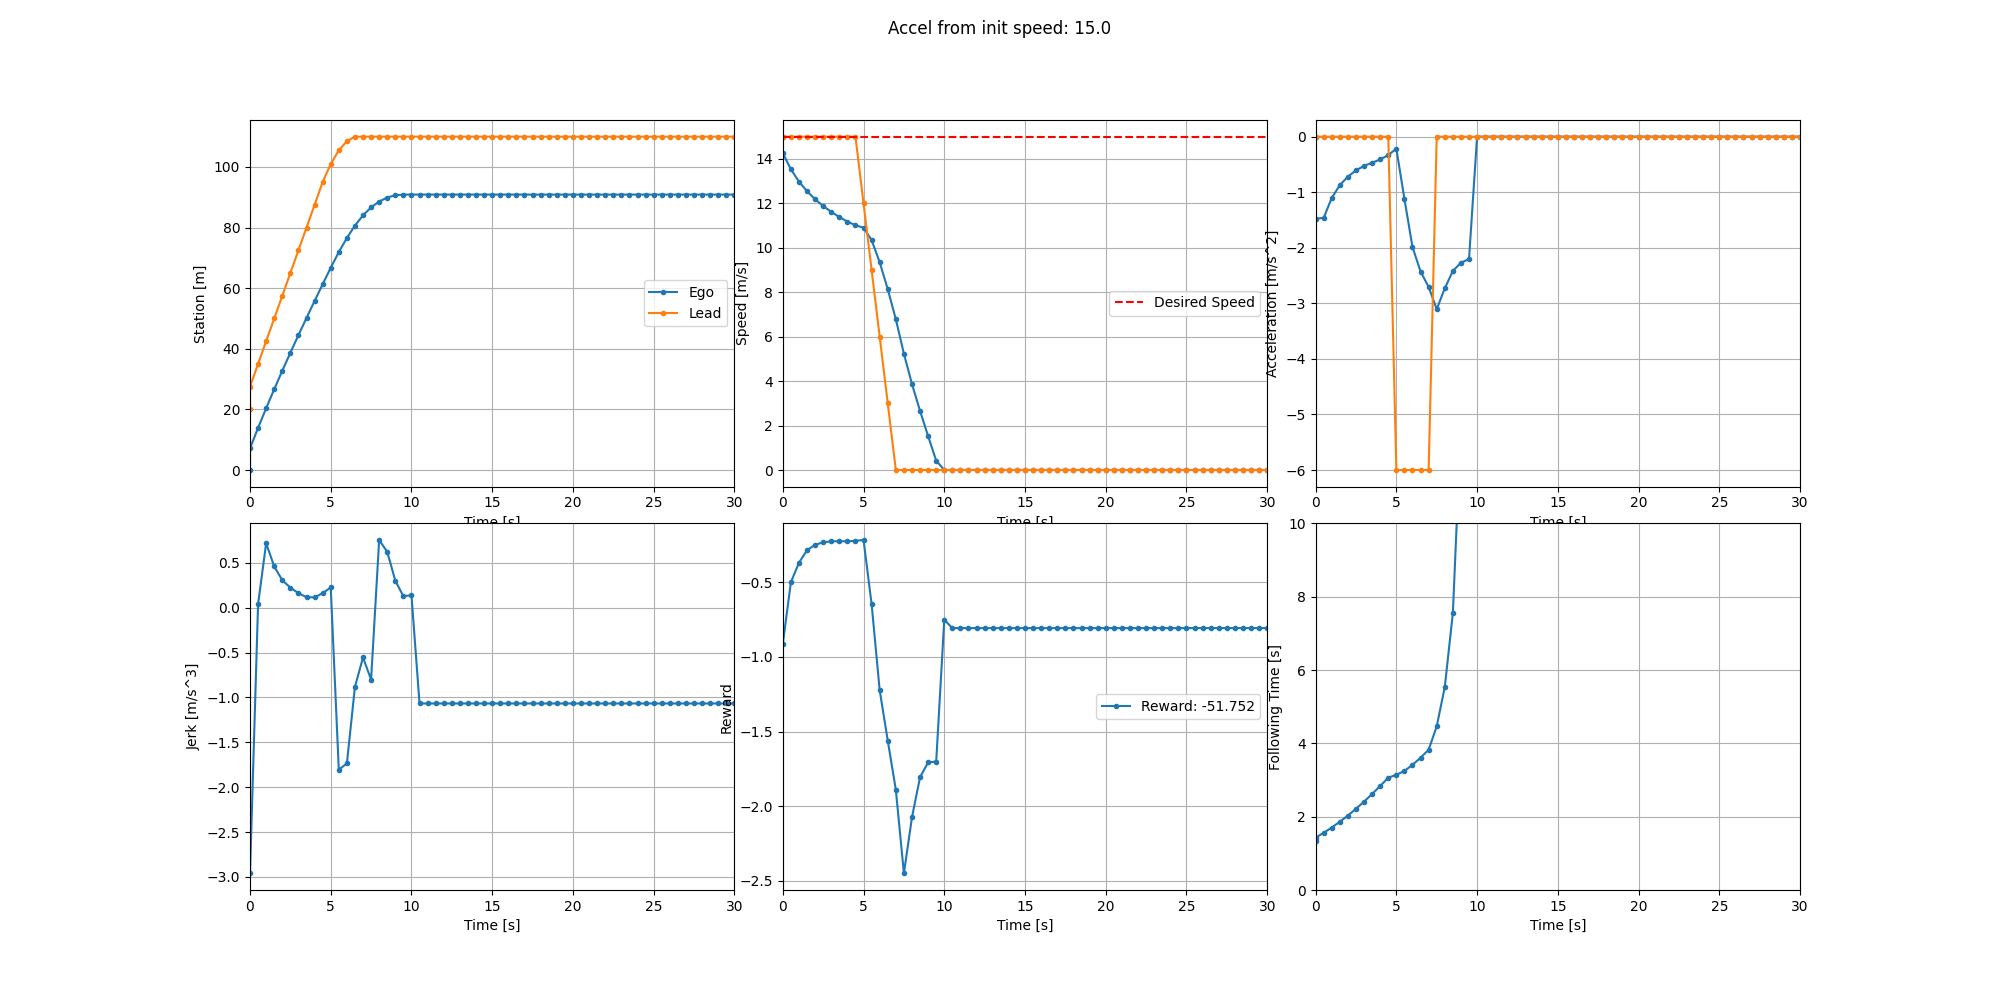 Accel from init speed: 15.0
Station [m]
100
80
60
40
20
0
Ego
Lead
0 5 10 15 20 25 30
Time [s]
Speed [m/s]
14
12
10
8
6
4
2
0
Desired Speed
0 5 10 15 20 25 30
Time [s]
Acceleration [m/s^2]
0
−1
−2
−3
−4
−5
−6
0 5 10 15 20 25 30
Time [s]
Jerk [m/s^3]
0.5
0.0
−0.5
−1.0
−1.5
−2.0
−2.5
−3.0
0 5 10 15 20 25 30
Time [s]
Reward
−0.5
−1.0
−1.5
−2.0
−2.5
Reward: -51.752
0 5 10 15 20 25 30
Time [s]
Following Time [s]
10
8
6
4
2
0
0 5 10 15 20 25 30
Time [s]